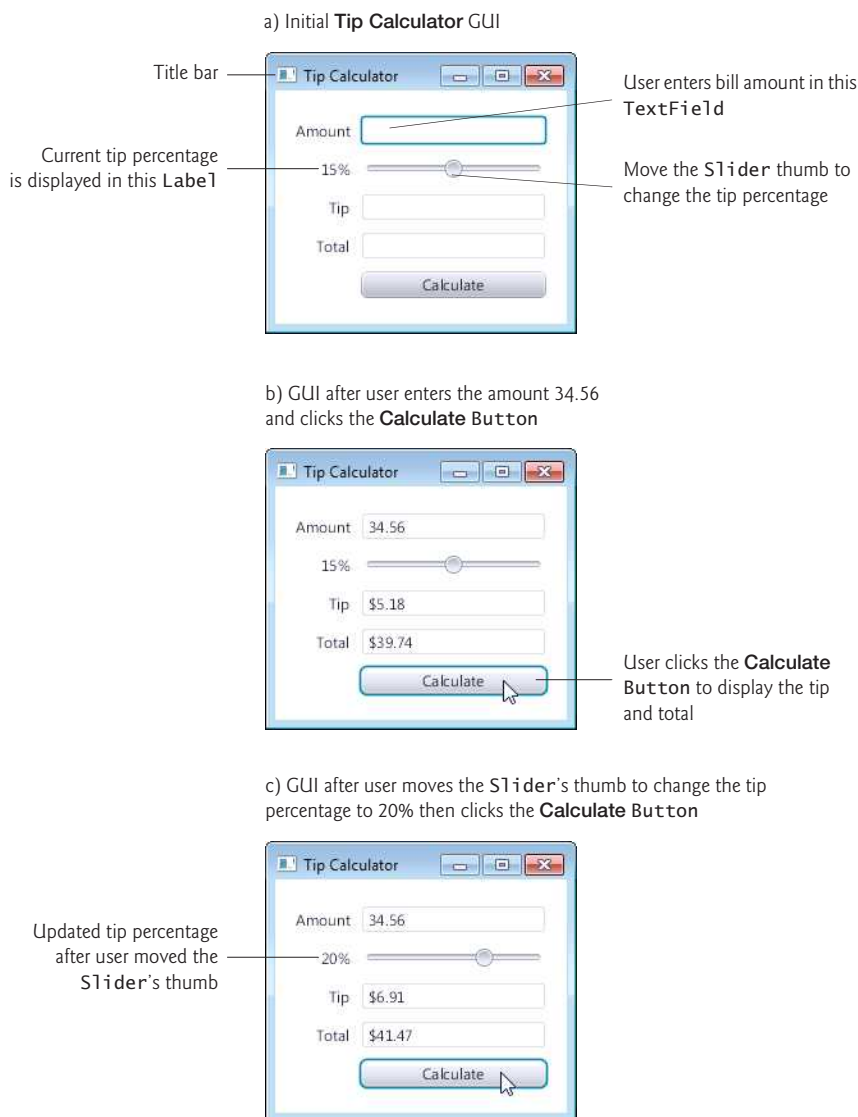 a) Initial Tip Calculator GUI
Title bar
Tip Calculator
User enters bill amount in this
TextField
Amount
Current tip percentage
is displayed in this Label
15%
Move the Slider thumb to
change the tip percentage
Tip
Total
Calculate
b) GUI after user enters the amount 34.56
and clicks the Calculate Button
Tip Calculator
Amount 34.56
15%
Tip $5.18
Total $39.74
Calculate
User clicks the Calculate
Button to display the tip
and total
c) GUI after user moves the Slider's thumb to change the tip
percentage to 20% then clicks the Calculate Button
Tip Calculator
Amount 34.56
Updated tip percentage
after user moved the
Slider's thumb
20%
Tip $6.91
Total $41.47
Calculate